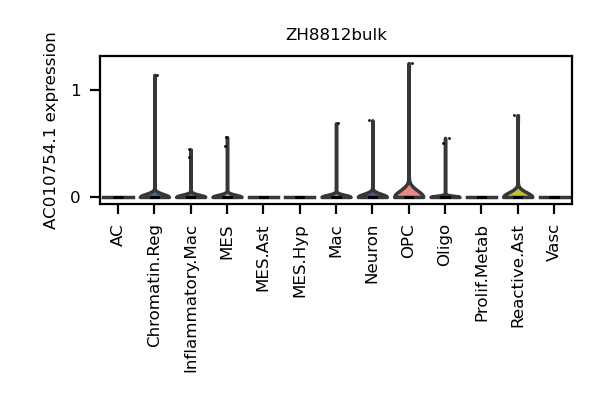 ZH8812bulk
AC010754.1 expression
1
0
AC
Chromatin.Reg
Inflammatory.Mac
MES
MES.Ast
MES.Hyp
Mac
Neuron
OPC
Oligo
Prolif.Metab
Reactive.Ast
Vasc